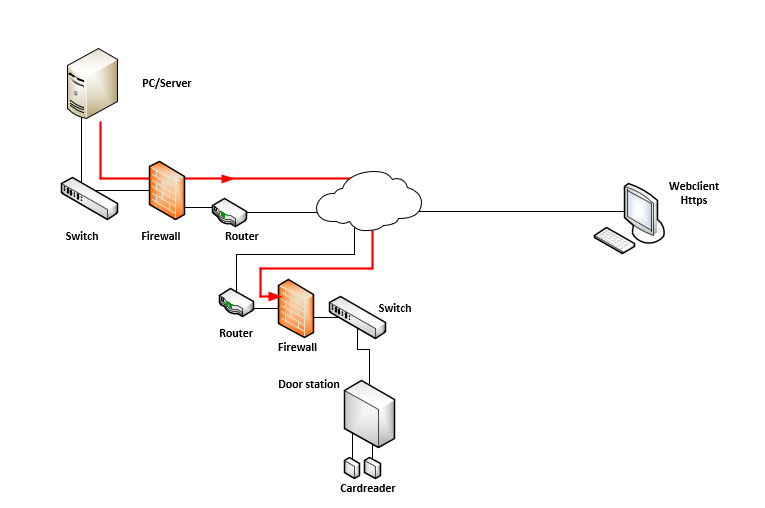 PC/Server
Webclient
Https
Switch
Firewall
Router
Switch
Router
Firewall
Door station
Cardreader